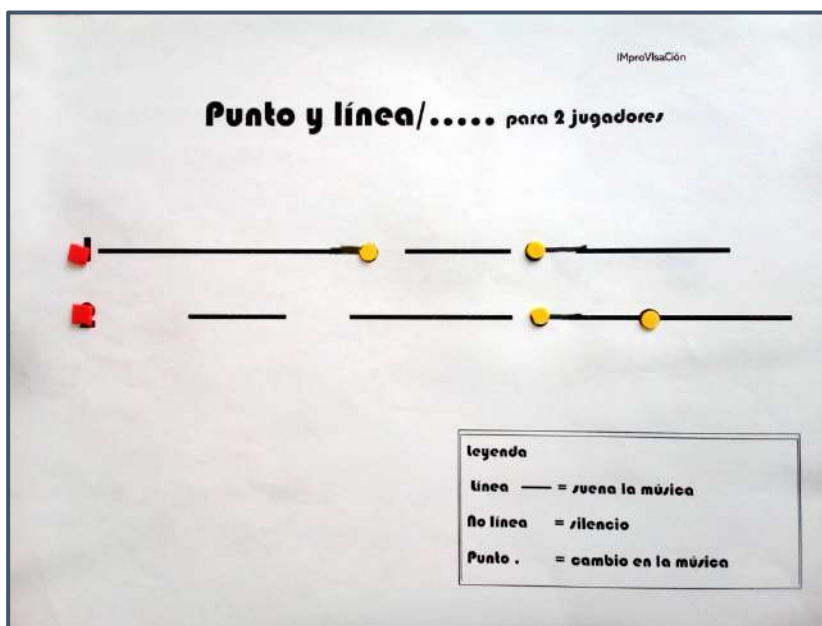 IMproVIsaCión
Punto y línea/..... para 2 jugadores
Leyenda
Línea —— = suena la música
No línea = silencio
Punto . = cambio en la música